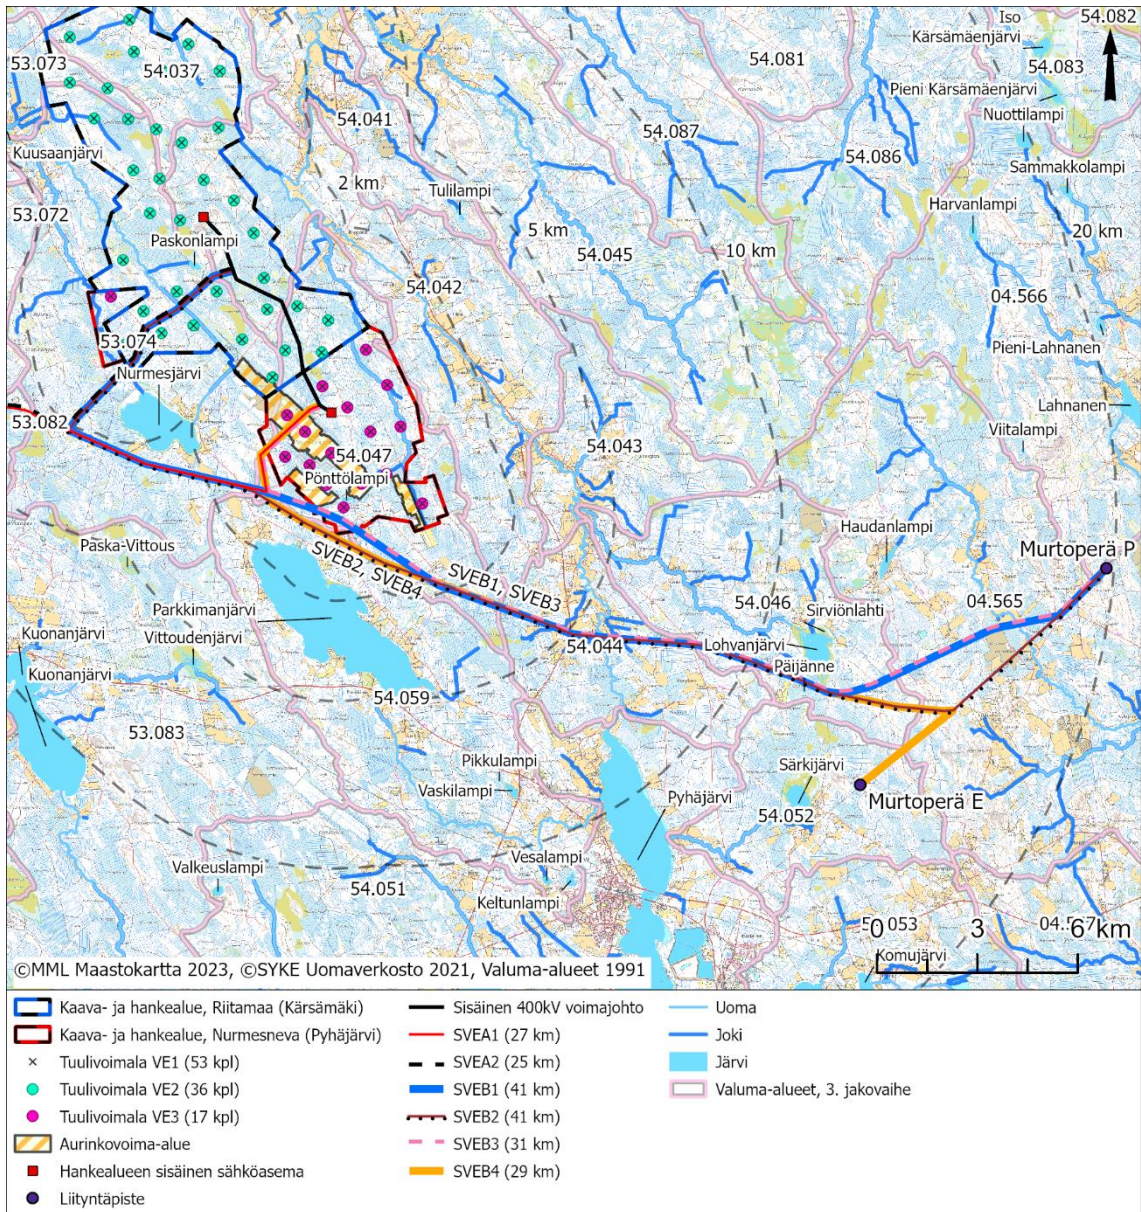 Iso
Kärsämäenjärvi
54.082
53.073
54.037
54.081
54.083
Pieni Kärsämäenjärvi
Nuottilampi
54.041
54.087
54.086
Kuusaanjärvi
Sammakkolampi
2 km
Tulilampi
Harvanlampi
53.072
5 km
20 km
Paskonlampi
54.045
10 km
54.042
04.566
53.074
Pieni-Lahnanen
Nurmesjärvi
Lahnanen
53.082
Viitalampi
54.043
54.047
Pönttölampi
Haudanlampi
Paska-Vittous
Murtoperä P
SVEB2, SVEB4
SVEB1, SVEB3
54.046
04.565
Parkkimanjärvi
Sirviönlahti
Kuonanjärvi
Vittoudenjärvi
54.044
Lohvanjärvi
Kuonanjärvi
Päijänne
54.059
53.083
Pikkulampi
Särkijärvi
Vaskilampi
Pyhäjärvi
Murtoperä E
54.052
Vesalampi
Valkeuslampi
54.051
Keltunlampi
0 3 6 km
Komujärvi
©MML Maastokartta 2023, ©SYKE Uomaverkosto 2021, Valuma-alueet 1991
Kaava- ja hankealue, Riitamaa (Kärsämäki)
Kaava- ja hankealue, Nurmesneva (Pyhäjärvi)
Tuulivoimala VE1 (53 kpl)
Tuulivoimala VE2 (36 kpl)
Tuulivoimala VE3 (17 kpl)
Aurinkovoima-alue
Hankealueen sisäinen sähköasema
Liityntäpiste
Sisäinen 400kV voimajohto
SVEA1 (27 km)
SVEA2 (25 km)
SVEB1 (41 km)
SVEB2 (41 km)
SVEB3 (31 km)
SVEB4 (29 km)
Uoma
Joki
Järvi
Valuma-alueet, 3. jakovaihe